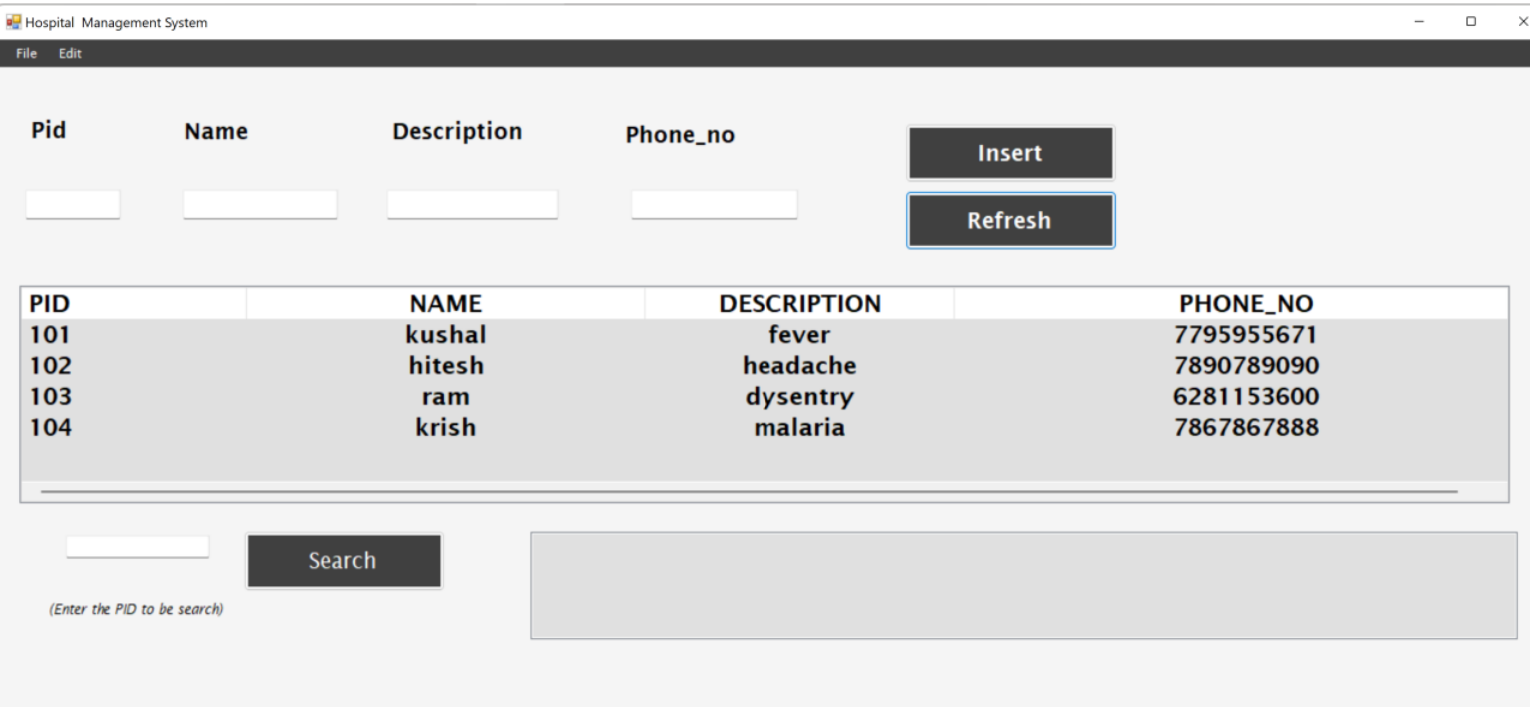 Hospital  Management System
File Edit
Pid Name Description Phone_no
Insert
Refresh
PID NAME DESCRIPTION PHONE_NO
101 kushal fever 7795955671
102 hitesh headache 7890789090
103 ram dysentry 6281153600
104 krish malaria 7867867888
Search
(Enter the PID to be search)